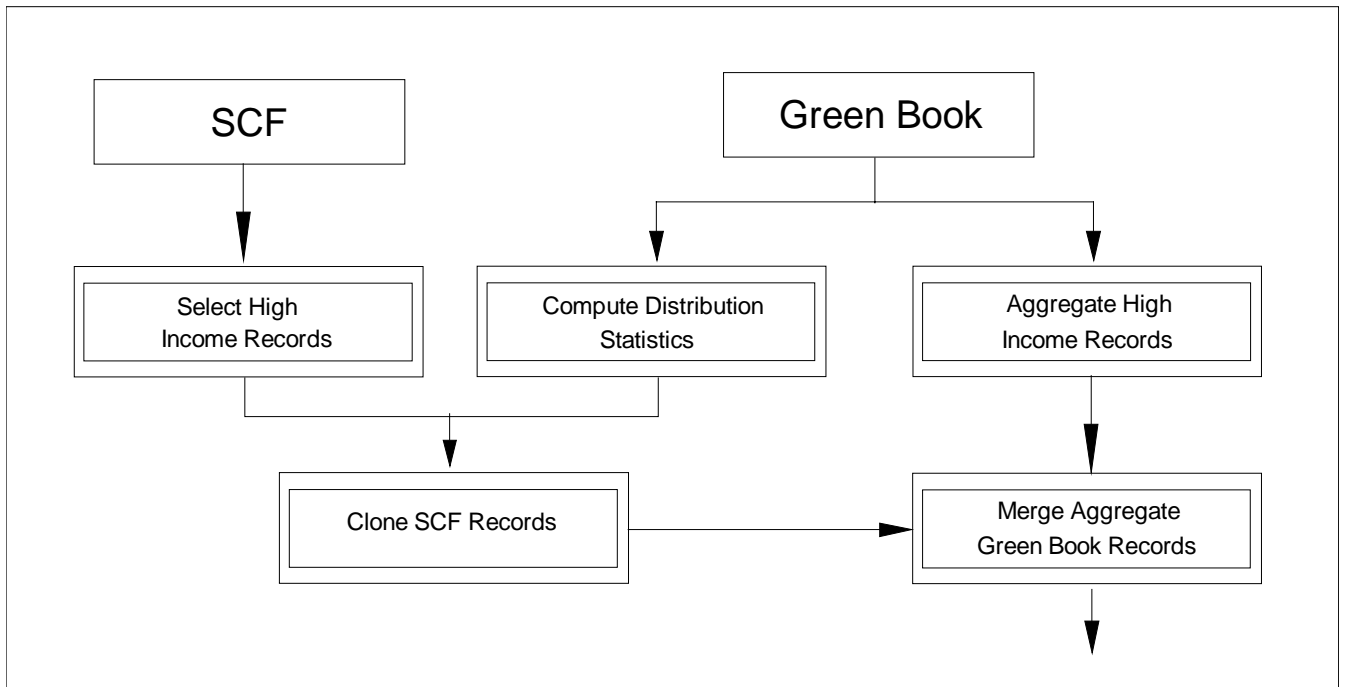 SCF
Green Book
Select High
Income Records
Compute Distribution
Statistics
Aggregate High
Income Records
Clone SCF Records
Merge Aggregate
Green Book Records